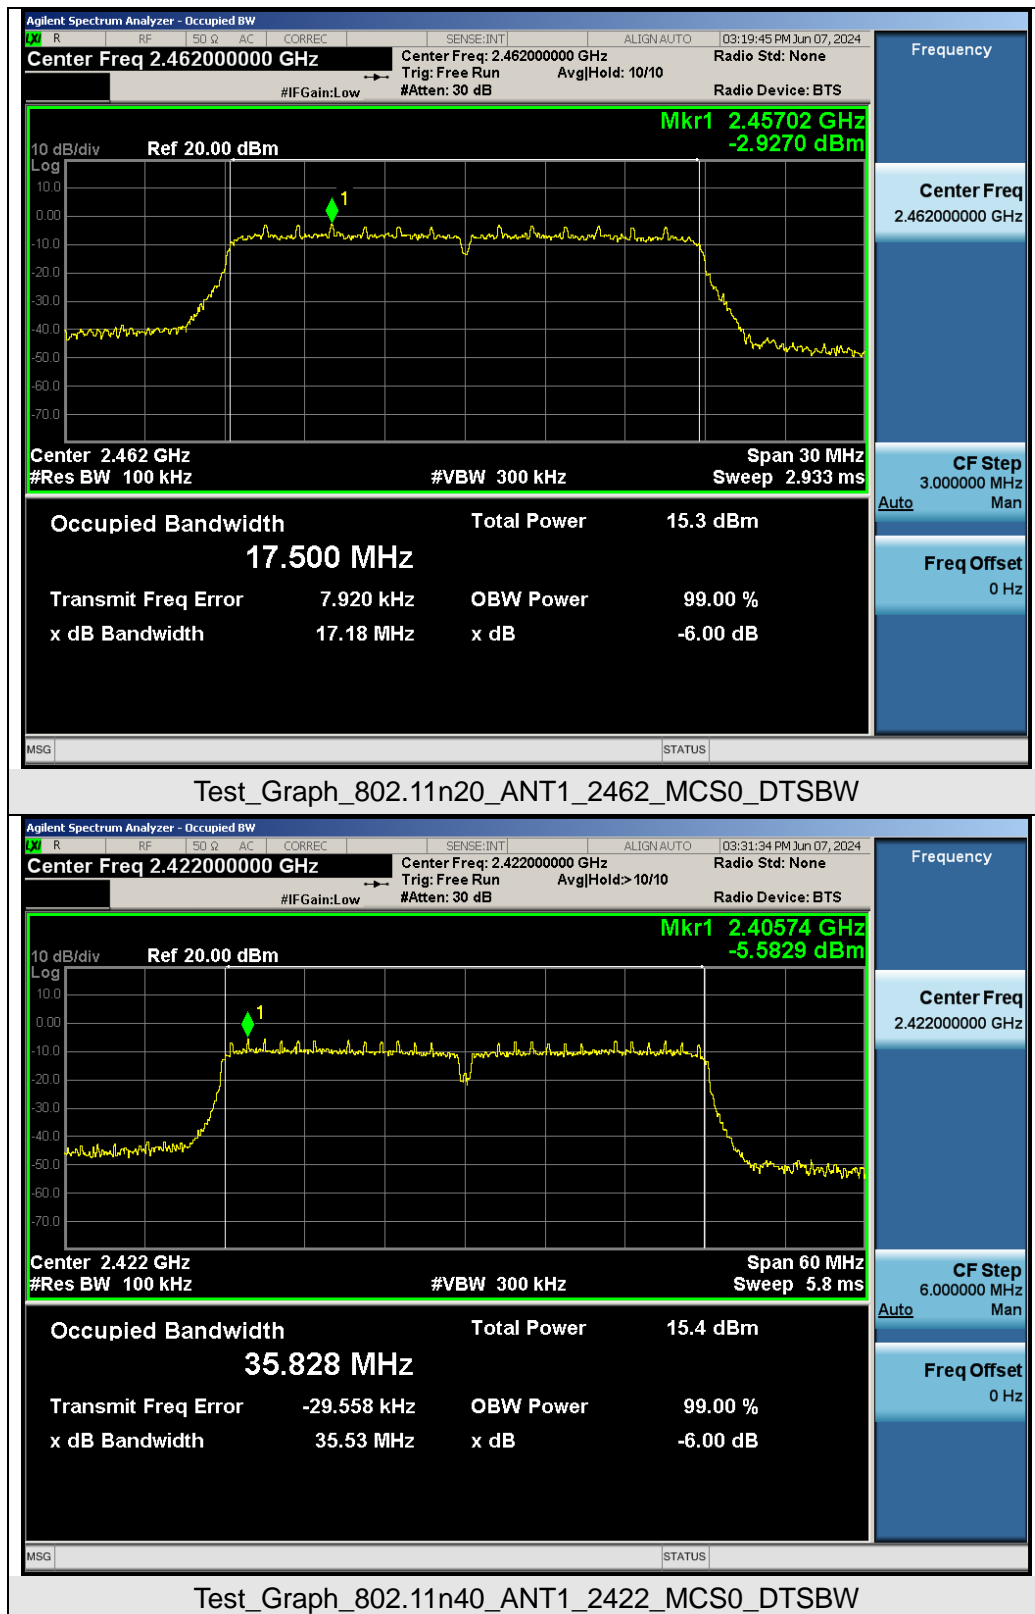 Agilent Spectrum Analyzer - Occupied BW
LXI R RF 50 Ω AC CORREC SENSE:INT ALIGN AUTO 03:19:45 PM Jun 07, 2024
Center Freq 2.462000000 GHz Center Freq: 2.462000000 GHz Radio Std: None
Trig: Free Run Avg|Hold: 10/10
#IFGain:Low #Atten: 30 dB Radio Device: BTS
Frequency
Mkr1 2.45702 GHz
-2.9270 dBm
10 dB/div Ref 20.00 dBm
Log
10.0
0.00
-10.0
-20.0
-30.0
-40.0
-50.0
-60.0
-70.0
1
Center 2.462 GHz Span 30 MHz
#Res BW 100 kHz #VBW 300 kHz Sweep 2.933 ms
Center Freq
2.462000000 GHz
CF Step
3.000000 MHz
Auto Man
Freq Offset
0 Hz
Occupied Bandwidth Total Power 15.3 dBm
17.500 MHz
Transmit Freq Error 7.920 kHz OBW Power 99.00 %
x dB Bandwidth 17.18 MHz x dB -6.00 dB
MSG STATUS
Test_Graph_802.11n20_ANT1_2462_MCS0_DTSBW
Agilent Spectrum Analyzer - Occupied BW
LXI R RF 50 Ω AC CORREC SENSE:INT ALIGN AUTO 03:31:34 PM Jun 07, 2024
Center Freq 2.422000000 GHz Center Freq: 2.422000000 GHz Radio Std: None
Trig: Free Run Avg|Hold:>10/10
#IFGain:Low #Atten: 30 dB Radio Device: BTS
Frequency
Mkr1 2.40574 GHz
-5.5829 dBm
10 dB/div Ref 20.00 dBm
Log
10.0
0.00
-10.0
-20.0
-30.0
-40.0
-50.0
-60.0
-70.0
1
Center 2.422 GHz Span 60 MHz
#Res BW 100 kHz #VBW 300 kHz Sweep 5.8 ms
Center Freq
2.422000000 GHz
CF Step
6.000000 MHz
Auto Man
Freq Offset
0 Hz
Occupied Bandwidth Total Power 15.4 dBm
35.828 MHz
Transmit Freq Error -29.558 kHz OBW Power 99.00 %
x dB Bandwidth 35.53 MHz x dB -6.00 dB
MSG STATUS
Test_Graph_802.11n40_ANT1_2422_MCS0_DTSBW